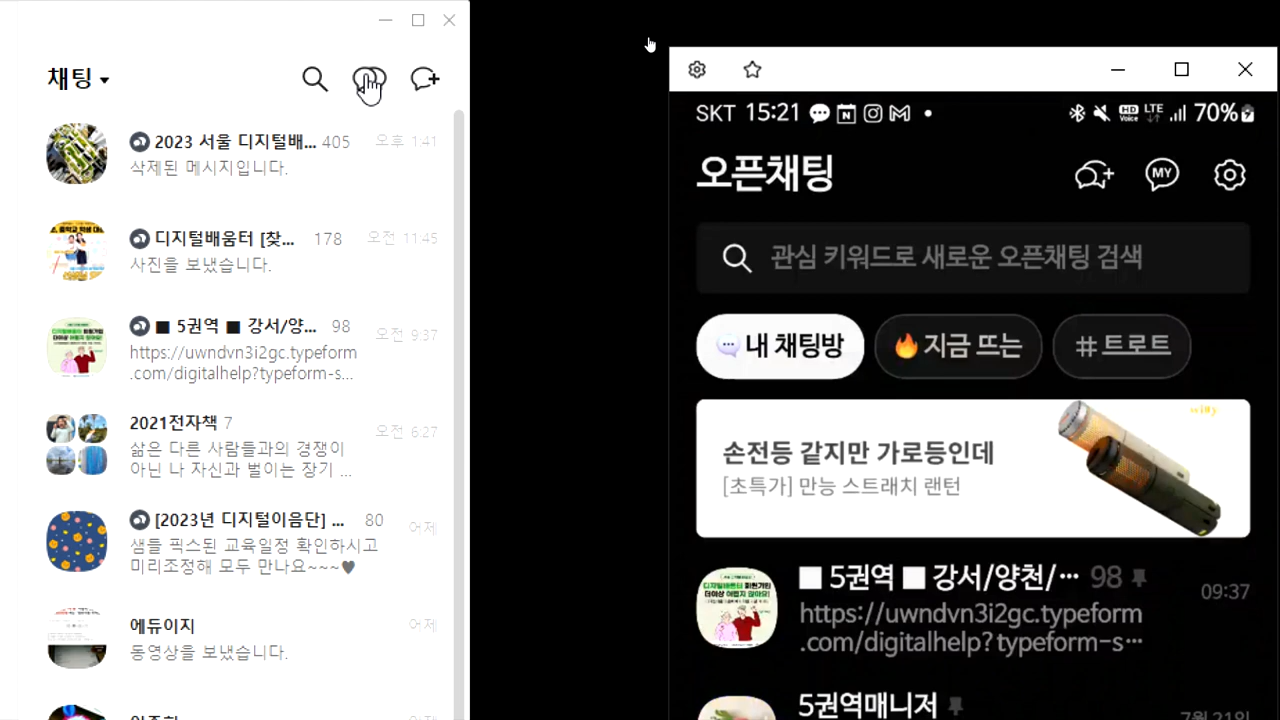 채팅
2023 서울 디지털배... 405 오후 1:41
삭제된 메시지입니다.
디지털배움터 [찾... 178 오전 11:45
사진을 보냈습니다.
■ 5권역 ■ 강서/양... 98 오전 9:37
https://uwndvn3i2gc.typeform
.com/digitalhelp?typeform-s...
2021전자책 7 오전 6:27
삶은 다른 사람들과의 경쟁이
아닌 나 자신과 벌이는 장기 ...
[2023년 디지털이음단] ... 80 어제
샘들 픽스된 교육일정 확인하시고
미리조정해 모두 만나요~~~♥
에듀이지 어제
동영상을 보냈습니다.
SKT 15:21 HD Voice LTE 70%
오픈채팅 MY
관심 키워드로 새로운 오픈채팅 검색
내 채팅방 지금 뜨는 #트로트
witty
손전등 같지만 가로등인데
[초특가] 만능 스트래치 랜턴
■ 5권역 ■ 강서/양천/... 98 09:37
https://uwndvn3i2gc.typeform
.com/digitalhelp?typeform-s...
5권역매니저
7월 21일